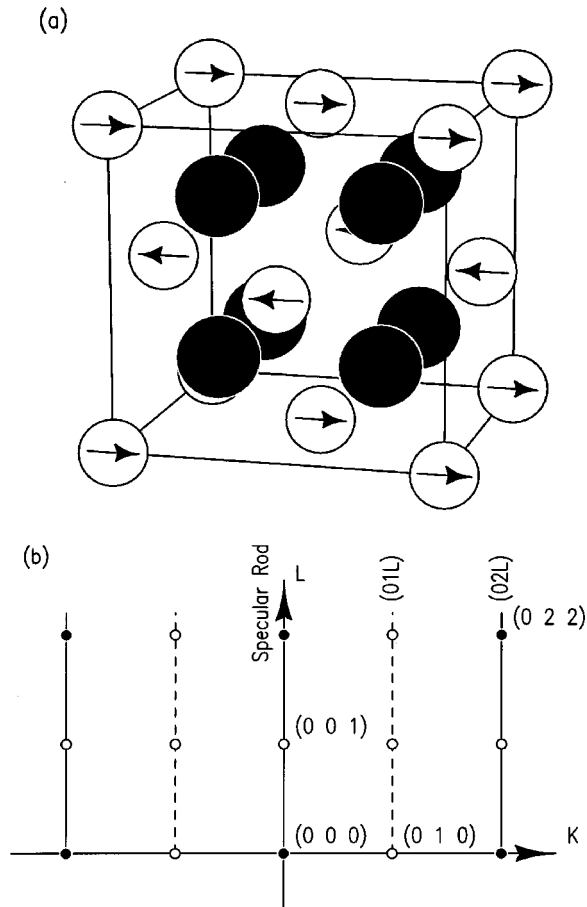 (a)
(b)
Specular Rod
L
(01L)
(02L)
(0 2 2)
(0 0 1)
(0 0 0)
(0 1 0)
K